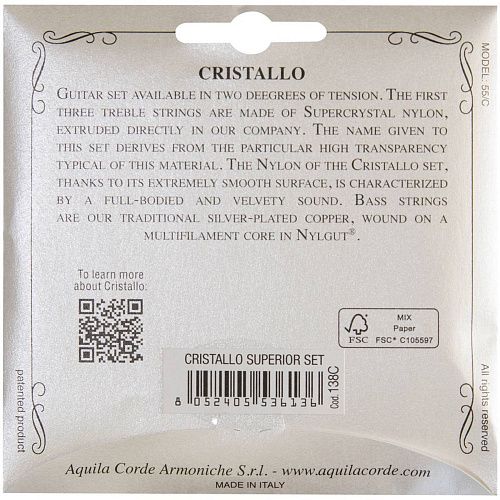 CRISTALLO
GUITAR SET AVAILABLE IN TWO DEEGREES OF TENSION. THE FIRST
THREE TREBLE STRINGS ARE MADE OF SUPERCRYSTAL NYLON,
EXTRUDED DIRECTLY IN OUR COMPANY. THE NAME GIVEN TO
THIS SET DERIVES FROM THE PARTICULAR HIGH TRANSPARENCY
TYPICAL OF THIS MATERIAL. THE NYLON OF THE CRISTALLO SET,
THANKS TO ITS EXTREMELY SMOOTH SURFACE, IS CHARACTERIZED
BY A FULL-BODIED AND VELVETY SOUND. BASS STRINGS
ARE OUR TRADITIONAL SILVER-PLATED COPPER, WOUND ON A
MULTIFILAMENT CORE IN NYLGUT®.
MODEL: 55/C
To learn more
about Cristallo:
FSC
MIX
Paper
FSC® C105597
CRISTALLO SUPERIOR SET
Cod. 138C
8 052405 536136
patented product
All rights reserved
Aquila Corde Armoniche S.r.l. - www.aquilacorde.com
MADE IN ITALY